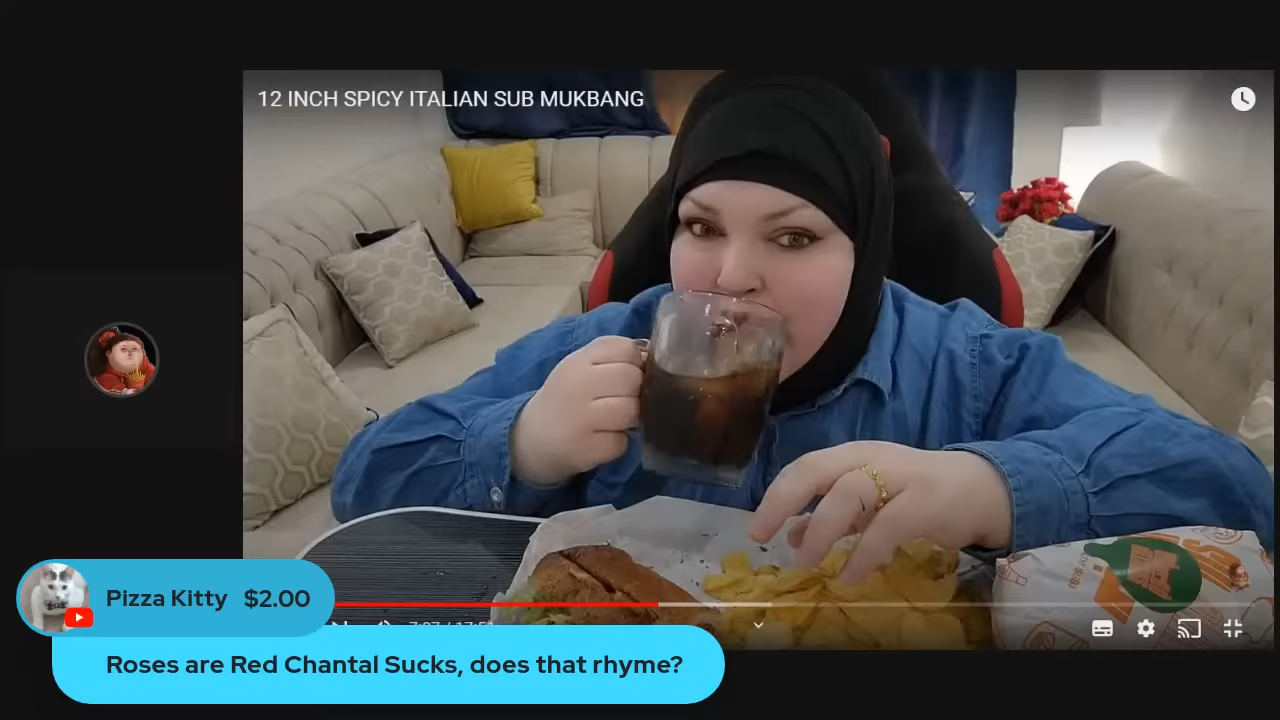 12 INCH SPICY ITALIAN SUB MUKBANG
Pizza Kitty $2.00
Roses are Red Chantal Sucks, does that rhyme?